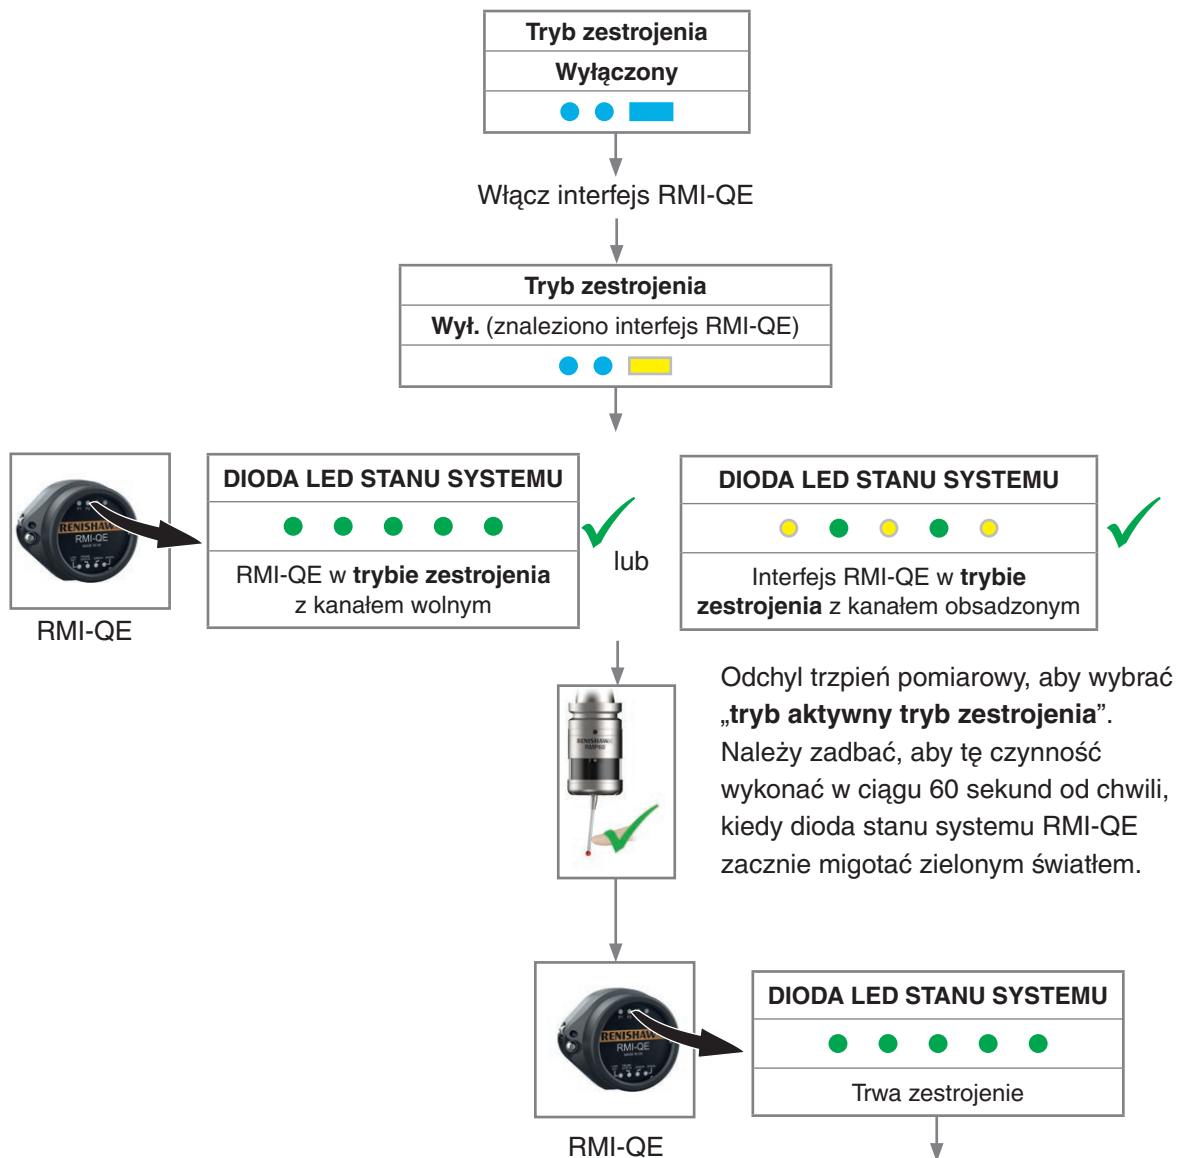 Tryb zestrojenia
Wyłączony
Włącz interfejs RMI-QE
Tryb zestrojenia
Wył. (znaleziono interfejs RMI-QE)
RENISHAW
RMI-QE
RMI-QE
DIODA LED STANU SYSTEMU
RMI-QE w trybie zestrojenia
z kanałem wolnym
lub
DIODA LED STANU SYSTEMU
Interfejs RMI-QE w trybie
zestrojenia z kanałem obsadzonym
RENISHAW
RMP60
Odchyl trzpień pomiarowy, aby wybrać
„tryb aktywny tryb zestrojenia”.
Należy zadbać, aby tę czynność
wykonać w ciągu 60 sekund od chwili,
kiedy dioda stanu systemu RMI-QE
zacznie migotać zielonym światłem.
RENISHAW
RMI-QE
RMI-QE
DIODA LED STANU SYSTEMU
Trwa zestrojenie